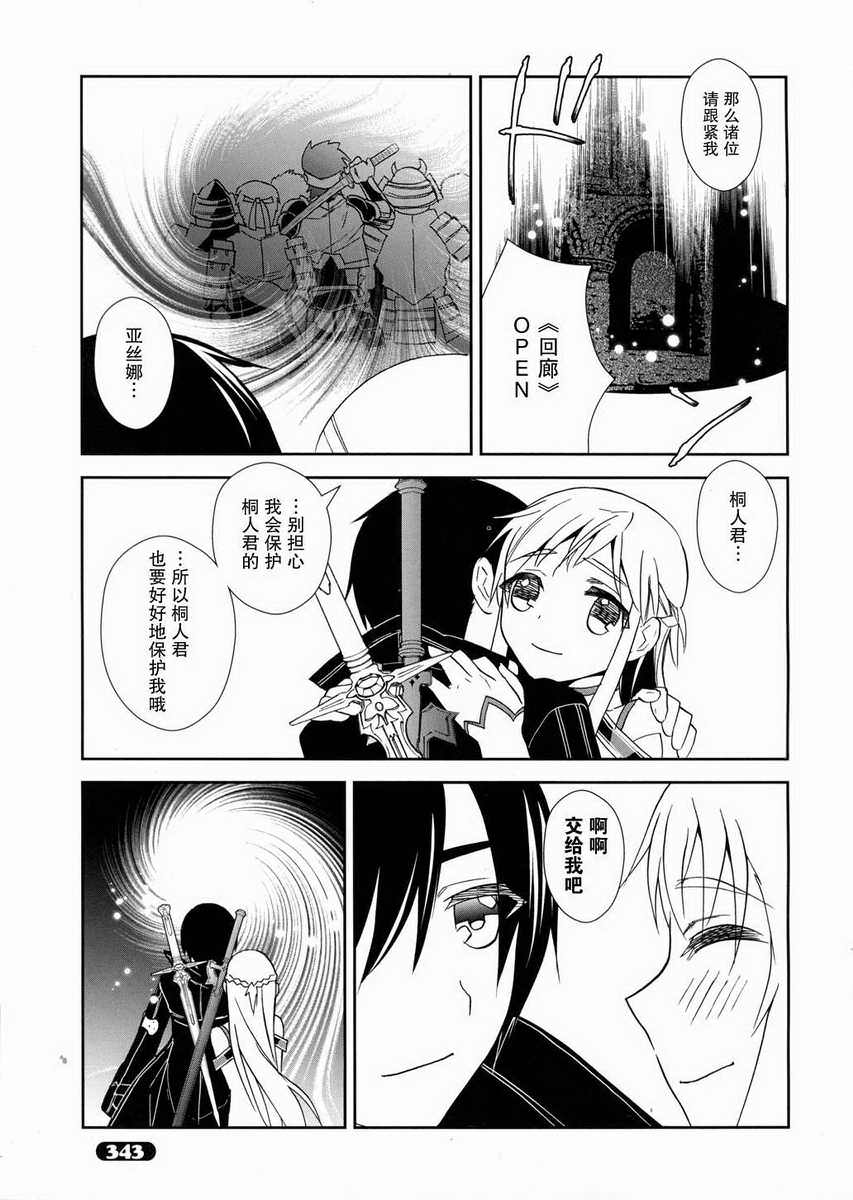 那么诸位
请跟紧我
《回廊》
OPEN
亚丝娜
…
桐人君
…
…别担心
我会保护
桐人君的
…所以桐人君
也要好好地保护我哦
啊啊
交给我吧
343